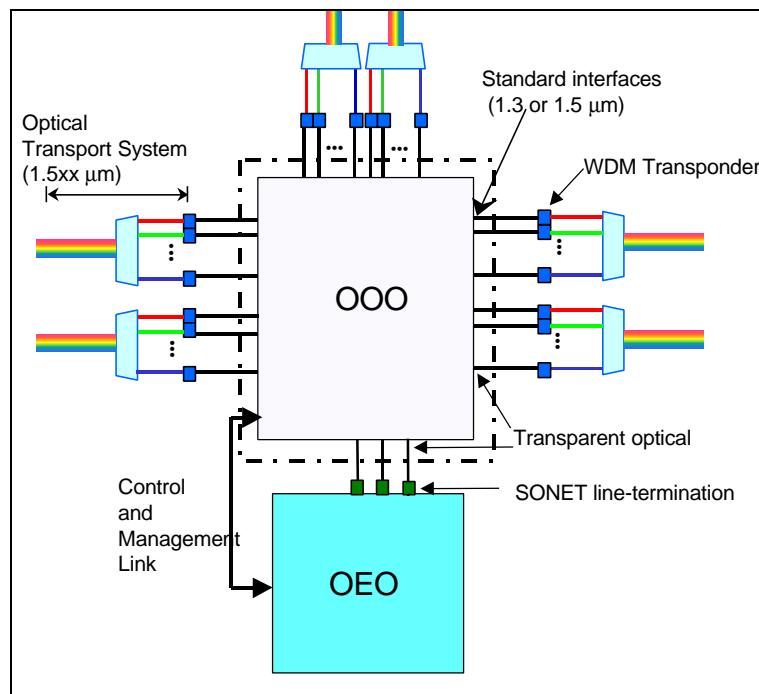 Standard interfaces
(1.3 or 1.5 μm)
Optical
Transport System
(1.5xx μm)
WDM Transponder
OOO
Transparent optical
SONET line-termination
Control
and
Management
Link
OEO